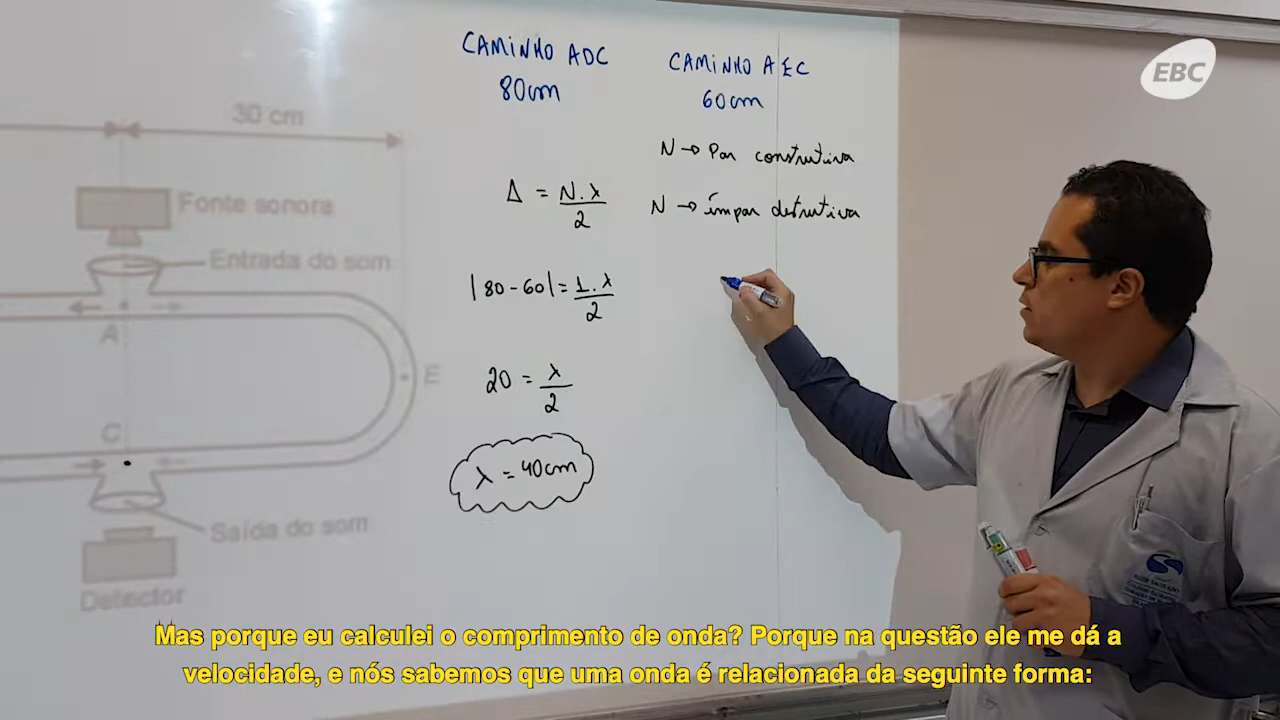 CAMINHO ADC
80cm
CAMINHO AEC
60cm
EBC
30 cm
N → Par construtiva
Δ = N.λ
2
N → ímpar destrutiva
Fonte sonora
Entrada do som
|80-60|= 1.λ
2
A
E
20 = λ
2
C
λ = 40cm
Saída do som
Detector
Mas porque eu calculei o comprimento de onda? Porque na questão ele me dá a
velocidade, e nós sabemos que uma onda é relacionada da seguinte forma: